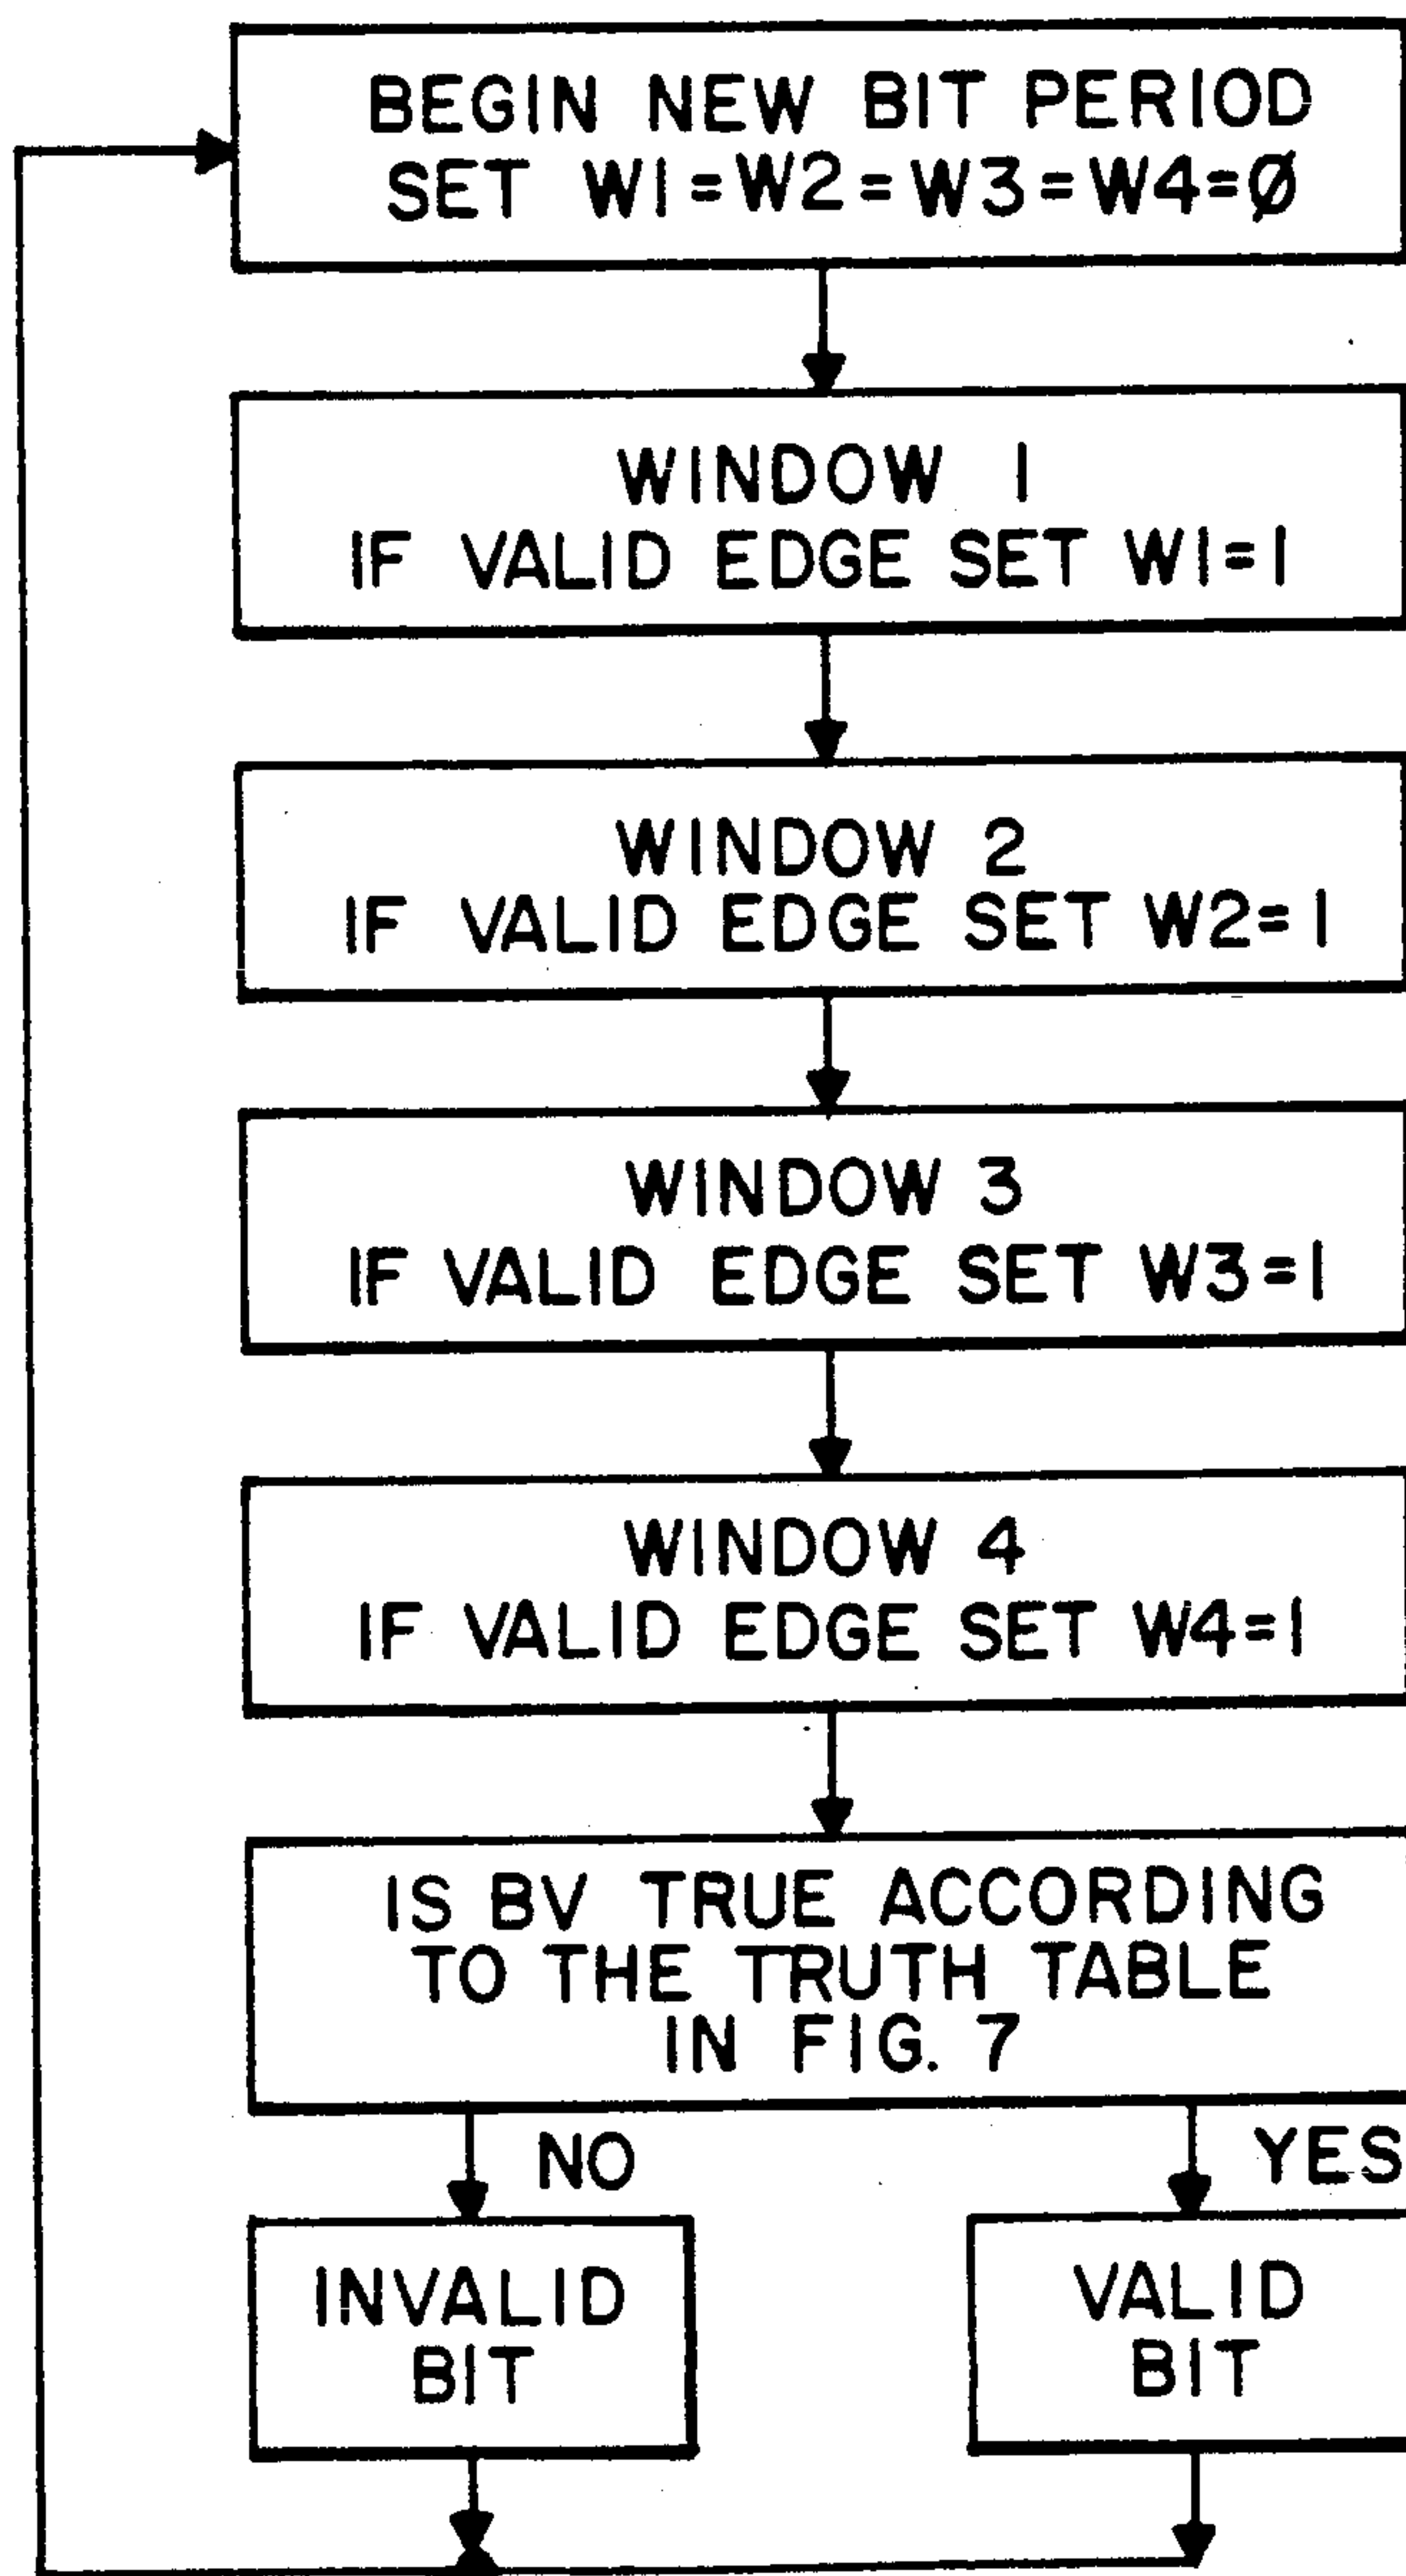 BEGIN NEW BIT PERIOD
SET W1=W2=W3=W4=Ø
WINDOW 1
IF VALID EDGE SET W1=1
WINDOW 2
IF VALID EDGE SET W2=1
WINDOW 3
IF VALID EDGE SET W3=1
WINDOW 4
IF VALID EDGE SET W4=1
IS BV TRUE ACCORDING
TO THE TRUTH TABLE
IN FIG. 7
NO
YES
INVALID
BIT
VALID
BIT